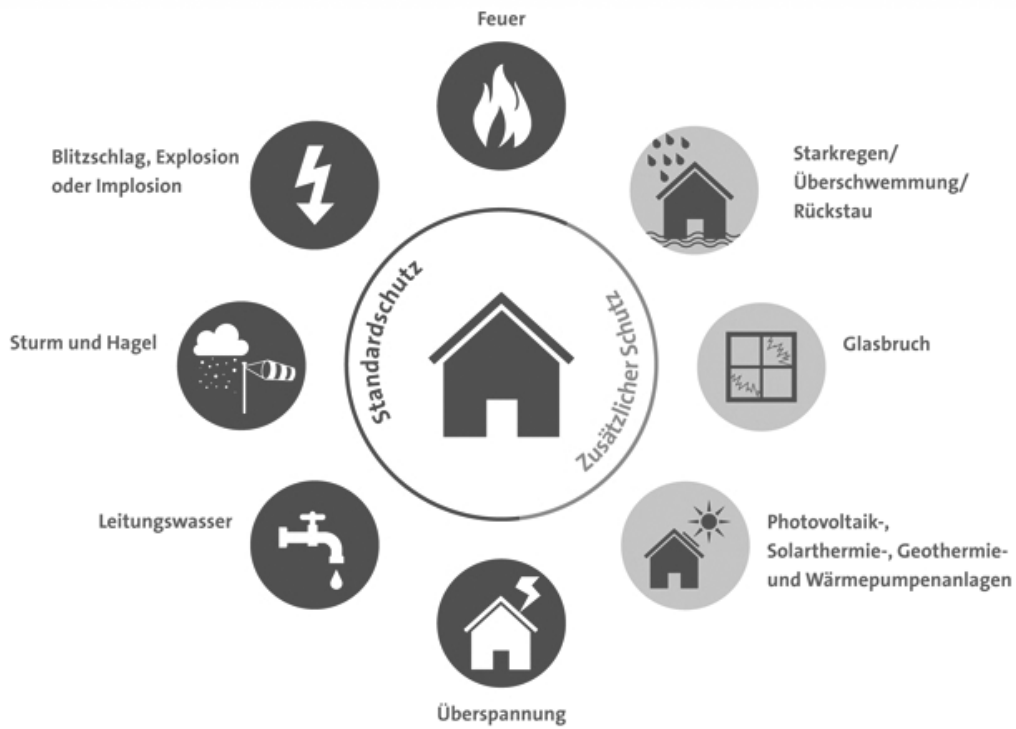 Feuer
Blitzschlag, Explosion
oder Implosion
Starkregen/
Überschwemmung/
Rückstau
Standardschutz
Zusätzlicher Schutz
Sturm und Hagel
Glasbruch
Leitungswasser
Photovoltaik-,
Solarthermie-, Geothermie-
und Wärmepumpenanlagen
Überspannung